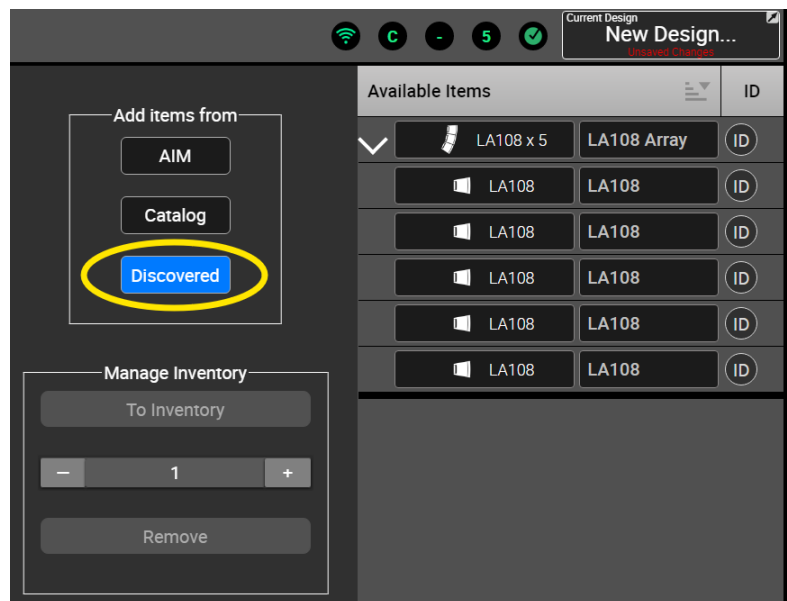 C - 5
Current Design
New Design...
Unsaved Changes
Add items from
AIM
Catalog
Discovered
Manage Inventory
To Inventory
− 1 +
Remove
Available Items ID
LA108 x 5 LA108 Array ID
LA108 LA108 ID
LA108 LA108 ID
LA108 LA108 ID
LA108 LA108 ID
LA108 LA108 ID